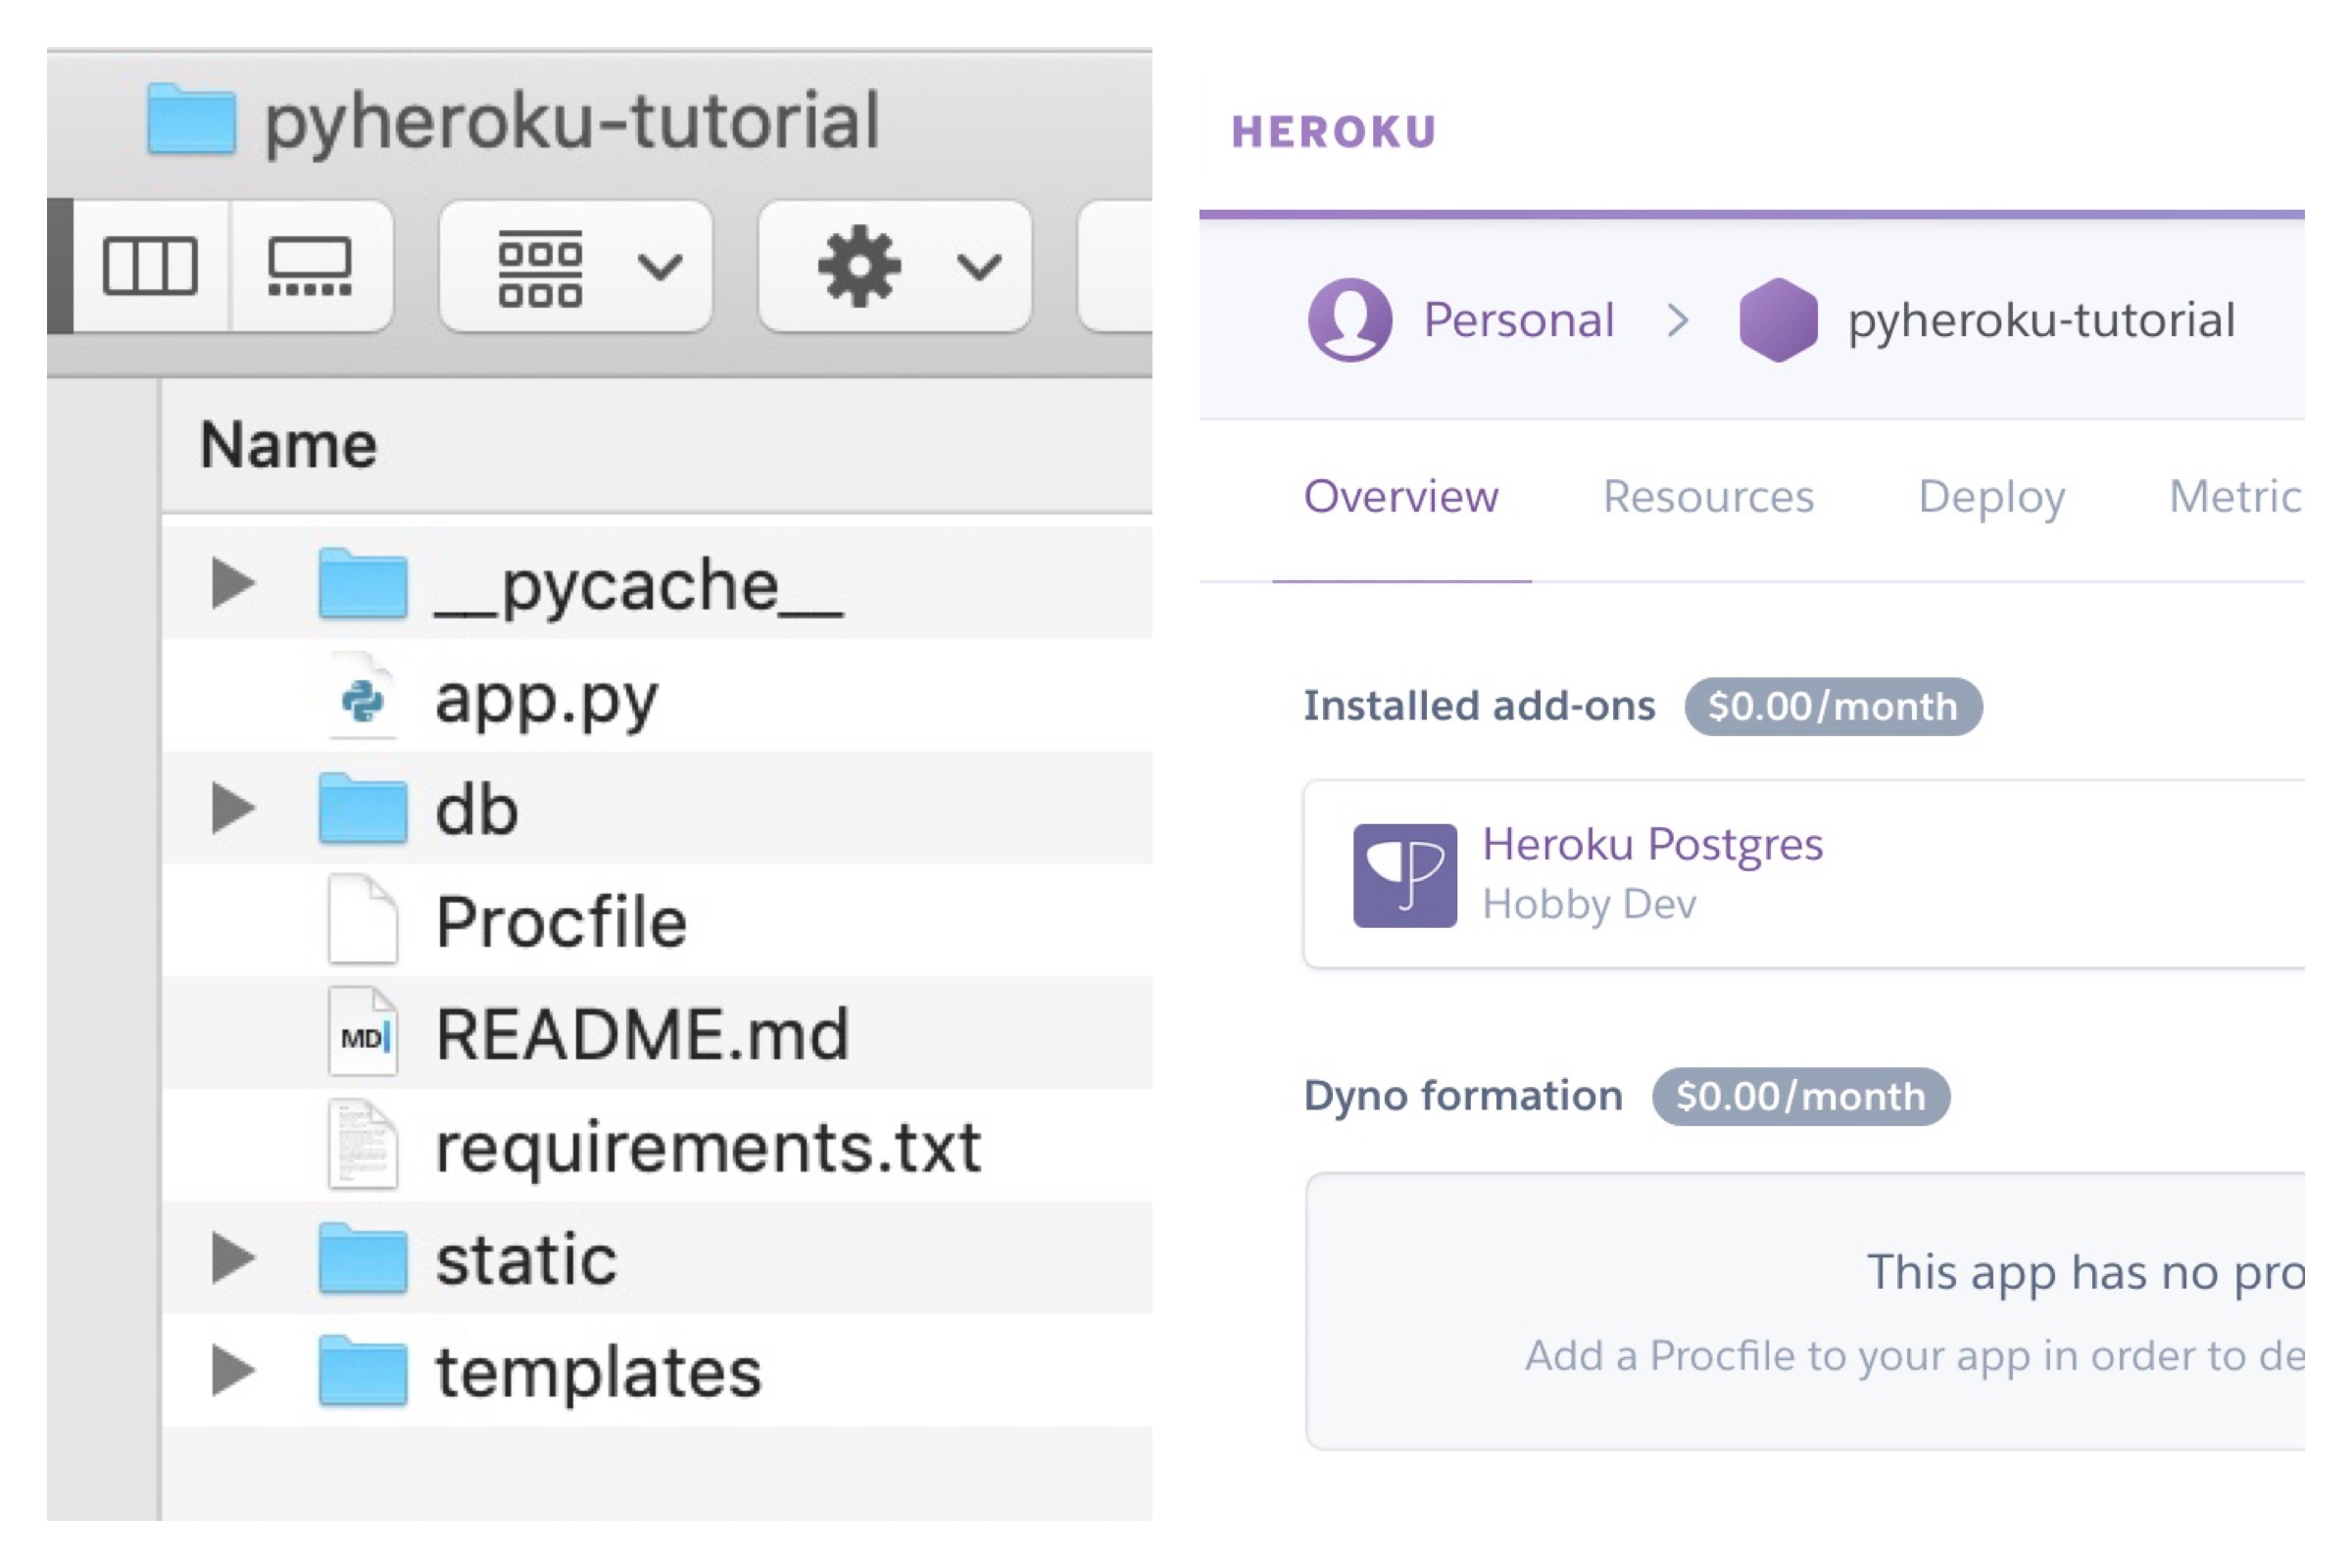 pyheroku-tutorial
Name
__pycache__
app.py
db
Procfile
MD README.md
requirements.txt
static
templates
HEROKU
Personal > pyheroku-tutorial
Overview Resources Deploy Metric
Installed add-ons $0.00/month
Heroku Postgres
Hobby Dev
Dyno formation $0.00/month
This app has no pro
Add a Procfile to your app in order to de